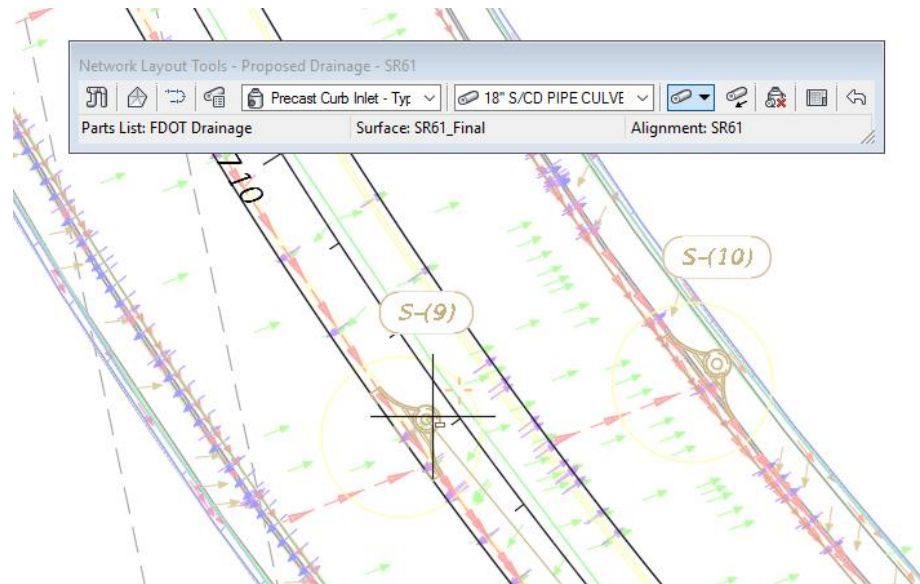 Network Layout Tools - Proposed Drainage - SR61
Precast Curb Inlet - Typ
18" S/CD PIPE CULVE
Parts List: FDOT Drainage
Surface: SR61_Final
Alignment: SR61
710
S-(10)
S-(9)